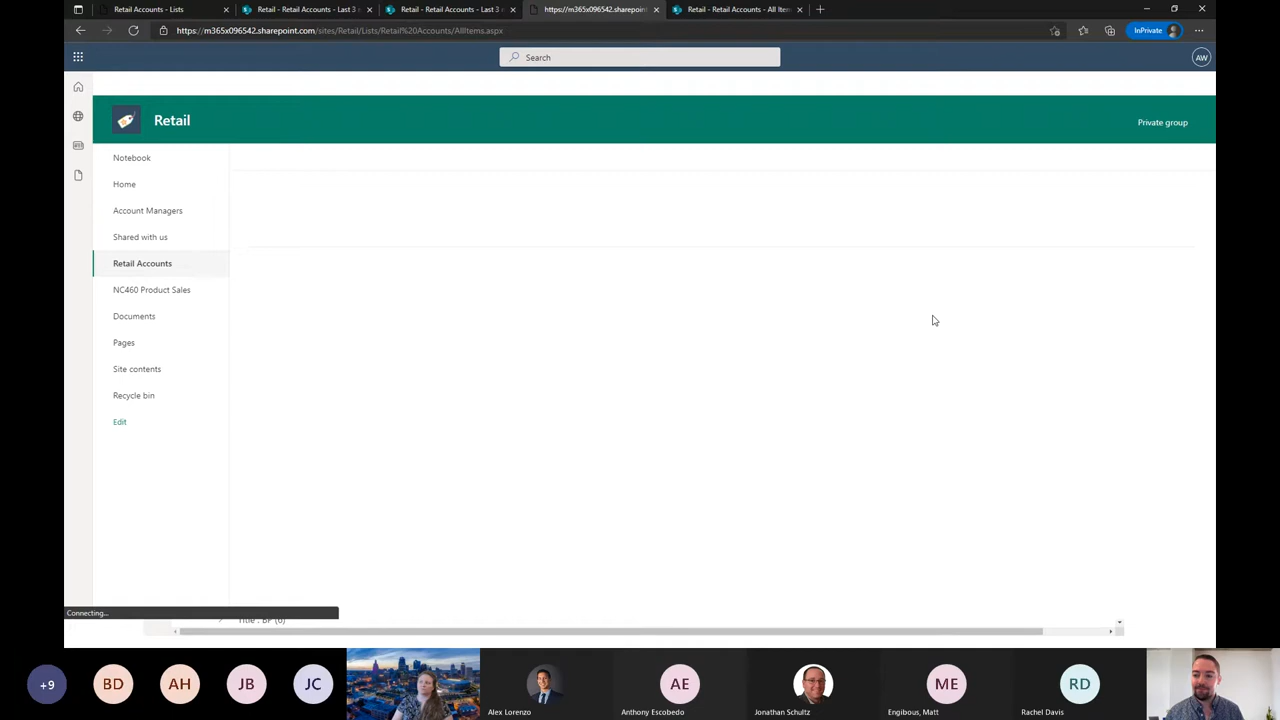 Retail Accounts - Lists
Retail - Retail Accounts - Last 3
Retail - Retail Accounts - Last 3
https://m365x096542.sharepoint
Retail - Retail Accounts - All Item
https://m365x096542.sharepoint.com/sites/Retail/Lists/Retail%20Accounts/AllItems.aspx
InPrivate
Search
AW
Retail
Private group
Notebook
Home
Account Managers
Shared with us
Retail Accounts
NC460 Product Sales
Documents
Pages
Site contents
Recycle bin
Edit
Connecting...
Title : BP (6)
+9
BD
AH
JB
JC
AE
ME
RD
Alex Lorenzo
Anthony Escobedo
Jonathan Schultz
Engibous, Matt
Rachel Davis